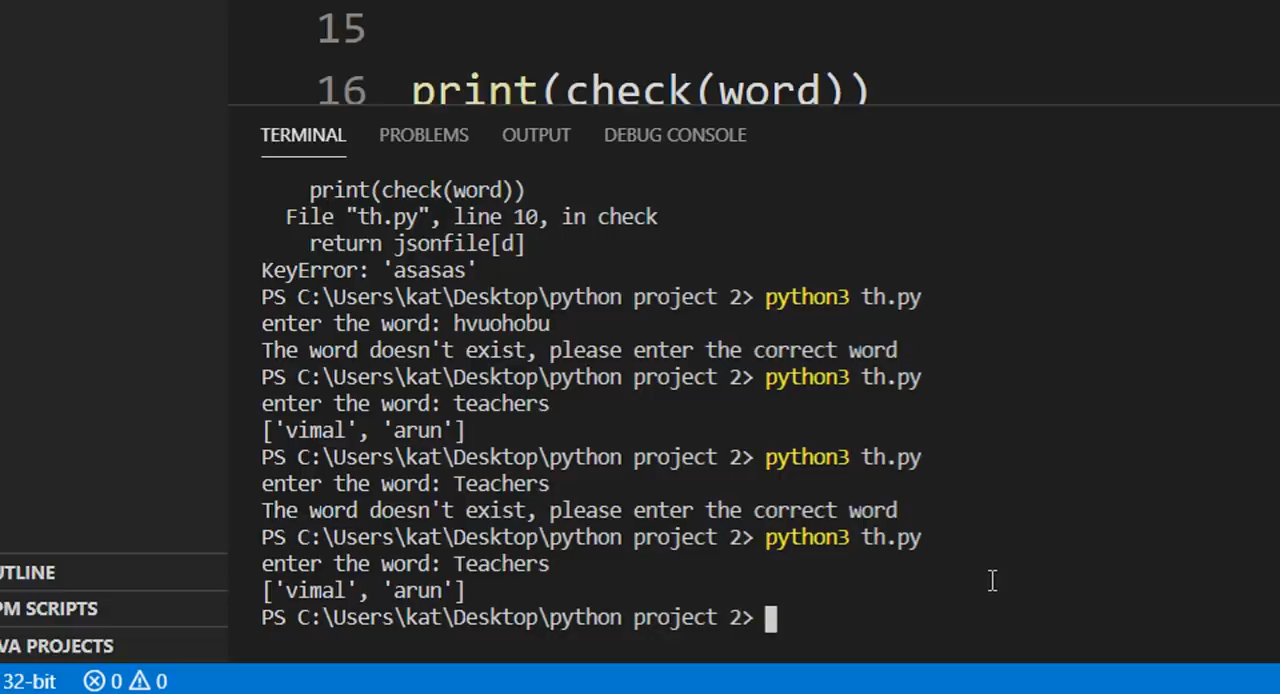 15
16 print(check(word))
TERMINAL PROBLEMS OUTPUT DEBUG CONSOLE
print(check(word))
File "th.py", line 10, in check
return jsonfile[d]
KeyError: 'asasas'
PS C:\Users\kat\Desktop\python project 2> python3 th.py
enter the word: hvuohobu
The word doesn't exist, please enter the correct word
PS C:\Users\kat\Desktop\python project 2> python3 th.py
enter the word: teachers
['vimal', 'arun']
PS C:\Users\kat\Desktop\python project 2> python3 th.py
enter the word: Teachers
The word doesn't exist, please enter the correct word
PS C:\Users\kat\Desktop\python project 2> python3 th.py
enter the word: Teachers
['vimal', 'arun']
PS C:\Users\kat\Desktop\python project 2>
UTLINE
PM SCRIPTS
VA PROJECTS
32-bit 0 0